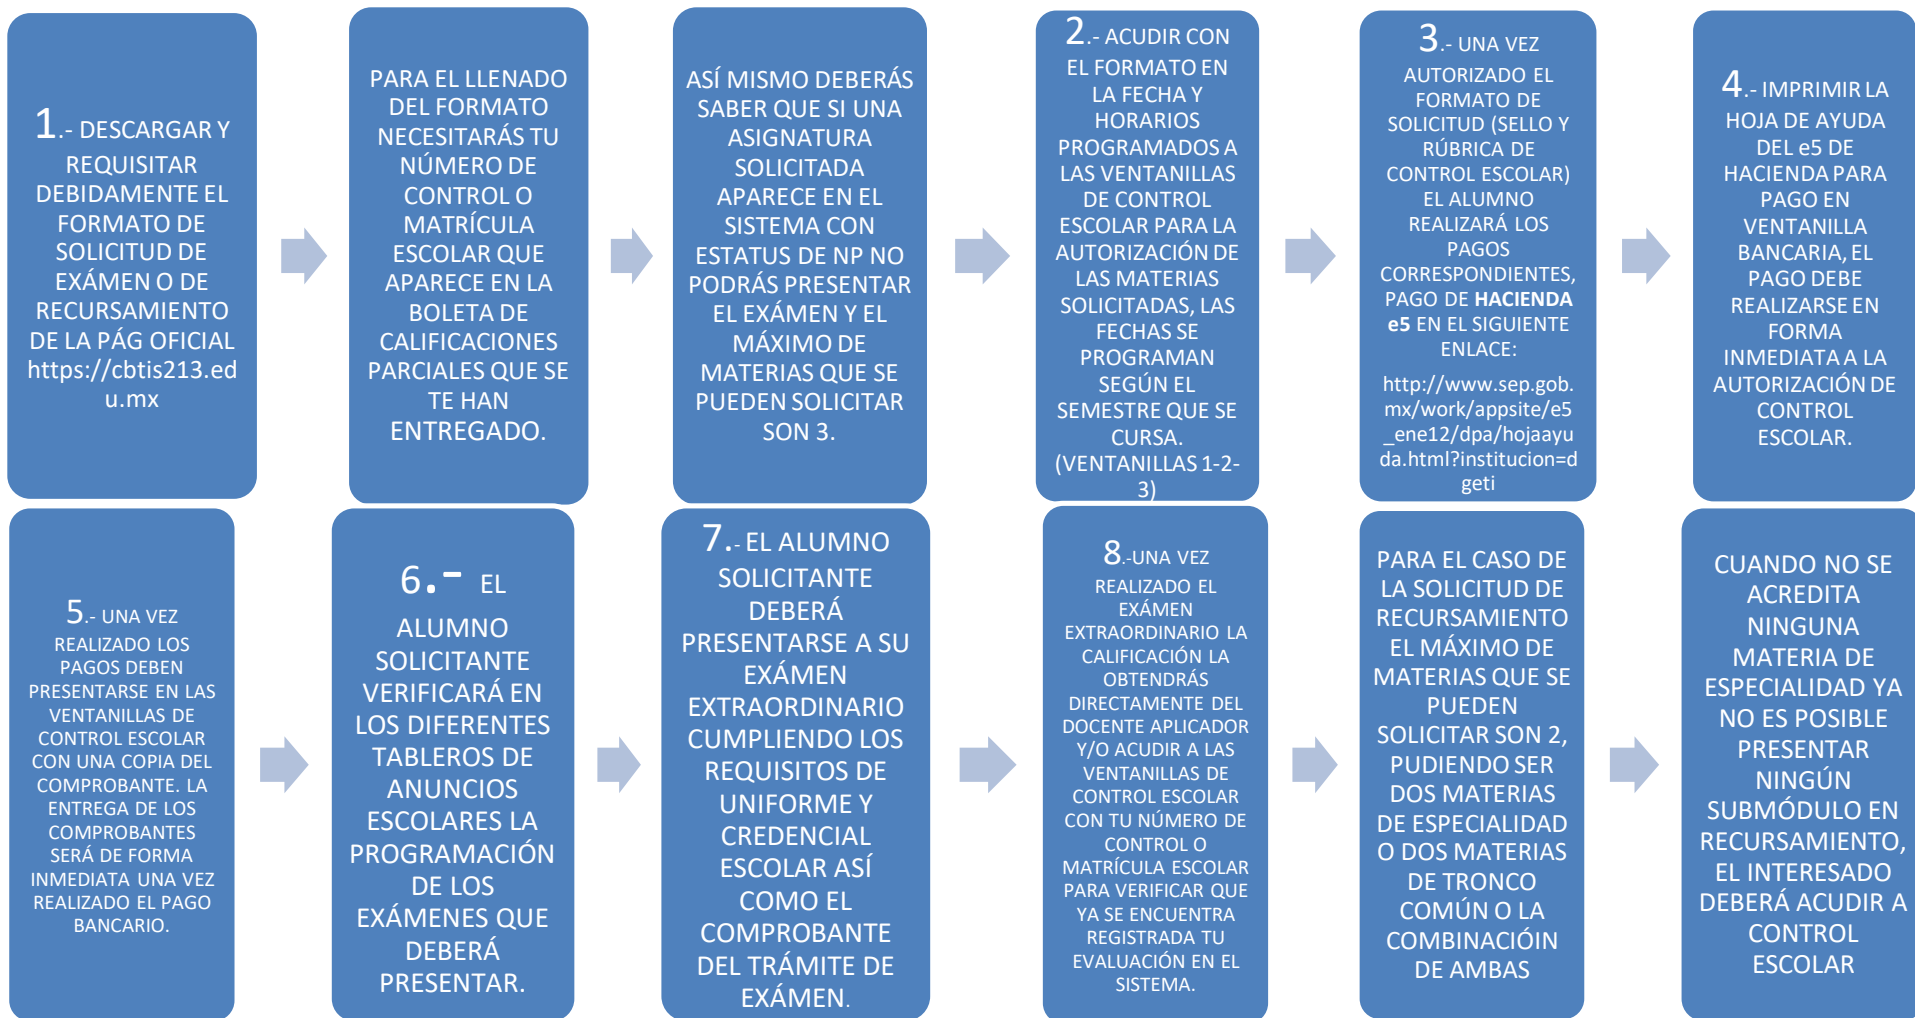 1.- DESCARGAR Y
REQUISITAR
DEBIDAMENTE EL
FORMATO DE
SOLICITUD DE
EXÁMEN O DE
RECURSAMIENTO
DE LA PÁG OFICIAL
https://cbtis213.ed
u.mx
PARA EL LLENADO
DEL FORMATO
NECESITARÁS TU
NÚMERO DE
CONTROL O
MATRÍCULA
ESCOLAR QUE
APARECE EN LA
BOLETA DE
CALIFICACIONES
PARCIALES QUE SE
TE HAN
ENTREGADO.
ASÍ MISMO DEBERÁS
SABER QUE SI UNA
ASIGNATURA
SOLICITADA
APARECE EN EL
SISTEMA CON
ESTATUS DE NP NO
PODRÁS PRESENTAR
EL EXÁMEN Y EL
MÁXIMO DE
MATERIAS QUE SE
PUEDEN SOLICITAR
SON 3.
2.- ACUDIR CON
EL FORMATO EN
LA FECHA Y
HORARIOS
PROGRAMADOS A
LAS VENTANILLAS
DE CONTROL
ESCOLAR PARA LA
AUTORIZACIÓN DE
LAS MATERIAS
SOLICITADAS, LAS
FECHAS SE
PROGRAMAN
SEGÚN EL
SEMESTRE QUE SE
CURSA.
(VENTANILLAS 1-2-
3)
3.- UNA VEZ
AUTORIZADO EL
FORMATO DE
SOLICITUD (SELLO Y
RÚBRICA DE
CONTROL ESCOLAR)
EL ALUMNO
REALIZARÁ LOS
PAGOS
CORRESPONDIENTES,
PAGO DE HACIENDA
e5 EN EL SIGUIENTE
ENLACE:
http://www.sep.gob.
mx/work/appsite/e5
_ene12/dpa/hojaayu
da.html?institucion=d
geti
4.- IMPRIMIR LA
HOJA DE AYUDA
DEL e5 DE
HACIENDA PARA
PAGO EN
VENTANILLA
BANCARIA, EL
PAGO DEBE
REALIZARSE EN
FORMA
INMEDIATA A LA
AUTORIZACIÓN DE
CONTROL
ESCOLAR.
5.- UNA VEZ
REALIZADO LOS
PAGOS DEBEN
PRESENTARSE EN LAS
VENTANILLAS DE
CONTROL ESCOLAR
CON UNA COPIA DEL
COMPROBANTE. LA
ENTREGA DE LOS
COMPROBANTES
SERÁ DE FORMA
INMEDIATA UNA VEZ
REALIZADO EL PAGO
BANCARIO.
6.- EL
ALUMNO
SOLICITANTE
VERIFICARÁ EN
LOS DIFERENTES
TABLEROS DE
ANUNCIOS
ESCOLARES LA
PROGRAMACIÓN
DE LOS
EXÁMENES QUE
DEBERÁ
PRESENTAR.
7.- EL ALUMNO
SOLICITANTE
DEBERÁ
PRESENTARSE A SU
EXÁMEN
EXTRAORDINARIO
CUMPLIENDO LOS
REQUISITOS DE
UNIFORME Y
CREDENCIAL
ESCOLAR ASÍ
COMO EL
COMPROBANTE
DEL TRÁMITE DE
EXÁMEN.
8.-UNA VEZ
REALIZADO EL
EXÁMEN
EXTRAORDINARIO LA
CALIFICACIÓN LA
OBTENDRÁS
DIRECTAMENTE DEL
DOCENTE APLICADOR
Y/O ACUDIR A LAS
VENTANILLAS DE
CONTROL ESCOLAR
CON TU NÚMERO DE
CONTROL O
MATRÍCULA ESCOLAR
PARA VERIFICAR QUE
YA SE ENCUENTRA
REGISTRADA TU
EVALUACIÓN EN EL
SISTEMA.
PARA EL CASO DE
LA SOLICITUD DE
RECURSAMIENTO
EL MÁXIMO DE
MATERIAS QUE SE
PUEDEN
SOLICITAR SON 2,
PUDIENDO SER
DOS MATERIAS
DE ESPECIALIDAD
O DOS MATERIAS
DE TRONCO
COMÚN O LA
COMBINACIÓIN
DE AMBAS
CUANDO NO SE
ACREDITA
NINGUNA
MATERIA DE
ESPECIALIDAD YA
NO ES POSIBLE
PRESENTAR
NINGÚN
SUBMÓDULO EN
RECURSAMIENTO,
EL INTERESADO
DEBERÁ ACUDIR A
CONTROL
ESCOLAR